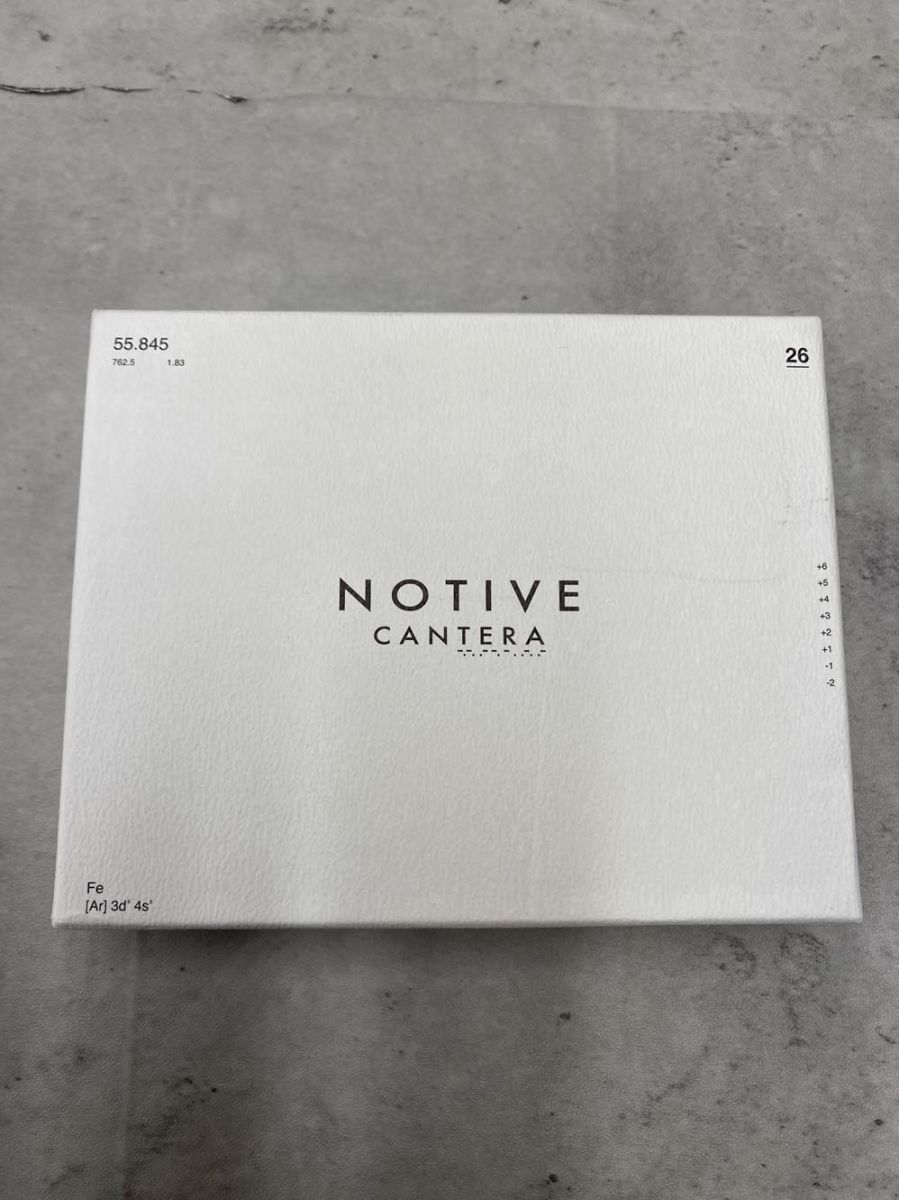 55.845
762.5 1.83
26
NOTIVE
CANTERA
+6
+5
+4
+3
+2
+1
-1
-2
Fe
[Ar] 3d⁶ 4s²